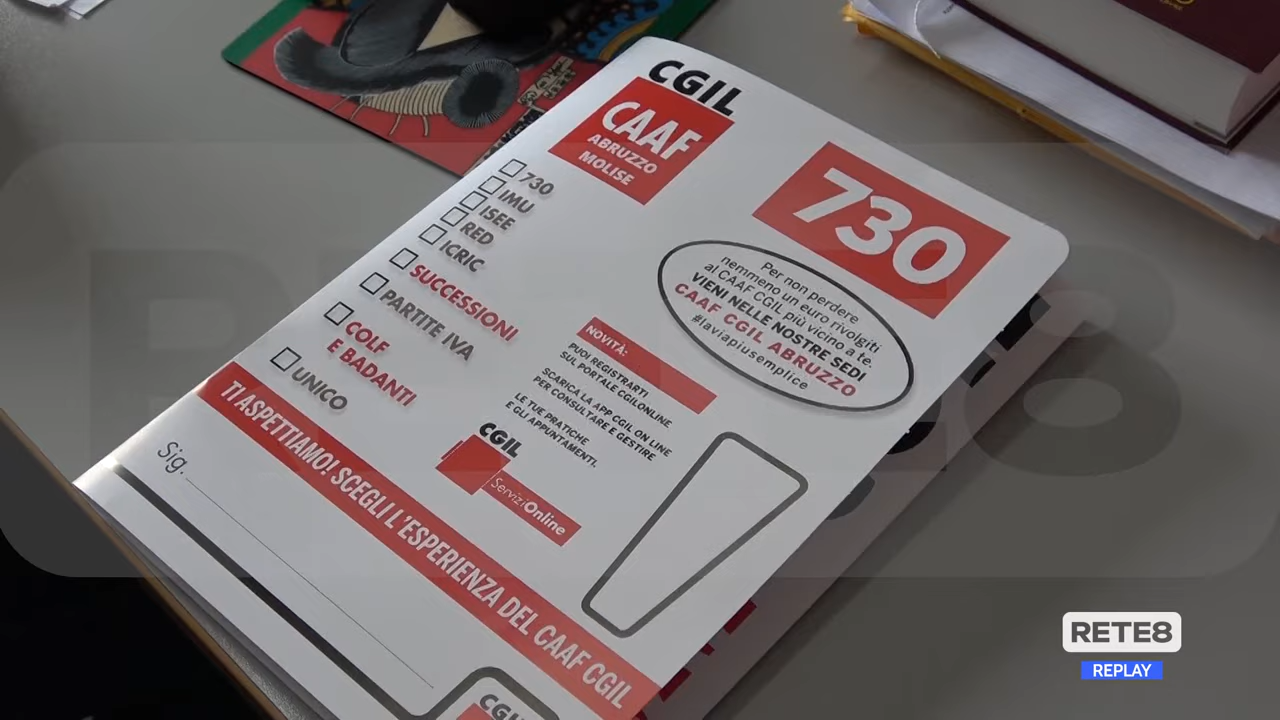 CGIL
CAAF
ABRUZZO
MOLISE
730
IMU
ISEE
RED
ICRIC
SUCCESSIONI
PARTITE IVA
COLF
E BADANTI
UNICO
730
Per non perdere
nemmeno un euro rivolgiti
al CAAF CGIL più vicino a te.
VIENI NELLE NOSTRE SEDI
CAAF CGIL ABRUZZO
#laviapiusemplice
NOVITÀ:
PUOI REGISTRARTI
SUL PORTALE CGILONLINE
SCARICA LA APP CGIL ON LINE
PER CONSULTARE E GESTIRE
LE TUE PRATICHE
E GLI APPUNTAMENTI.
CGIL
ServiziOnline
TI ASPETTIAMO! SCEGLI L'ESPERIENZA DEL CAAF CGIL
Sig.
CGIL
RETE8
RETE8
REPLAY